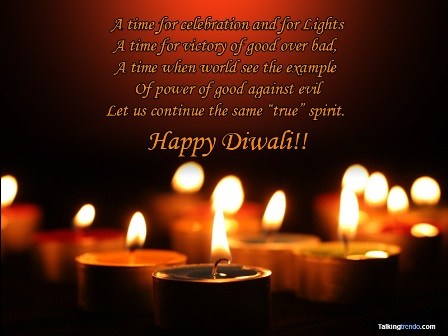 A time for celebration and for Lights
A time for victory of good over bad,
A time when world see the example
Of power of good against evil
Let us continue the same “true” spirit.
Happy Diwali!!
Talkingtrendo.com